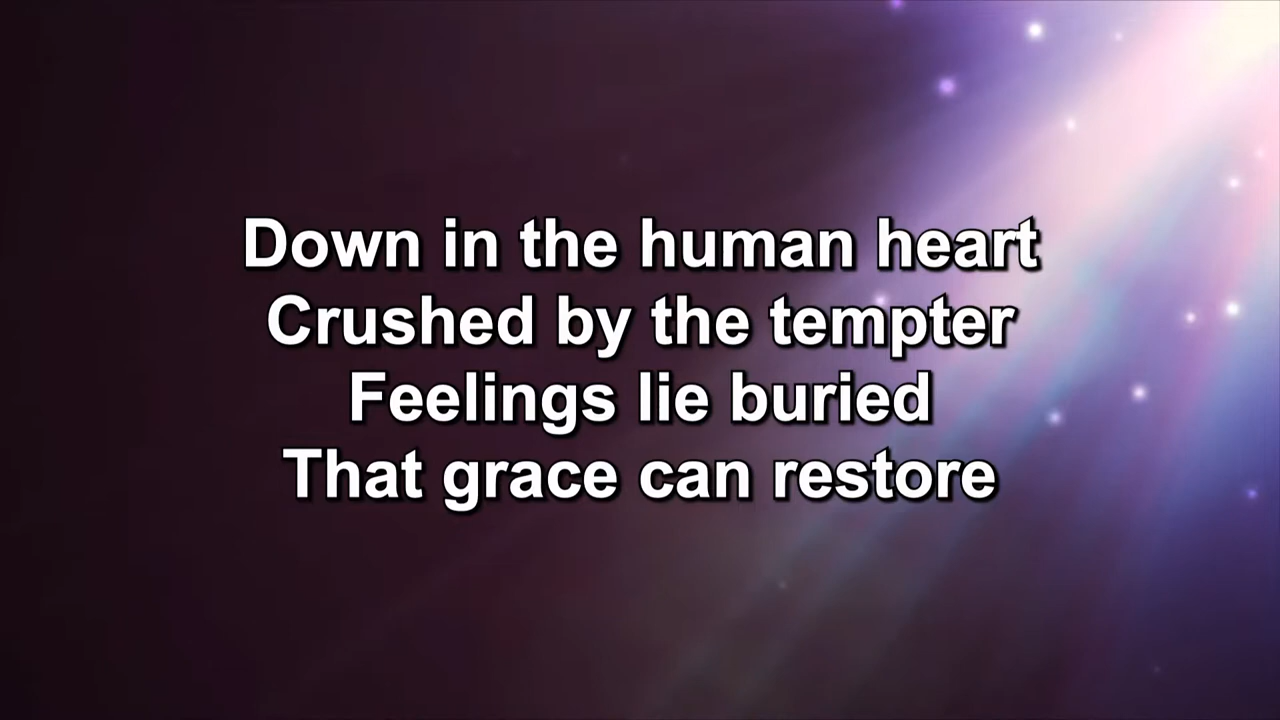 Down in the human heart
Crushed by the tempter
Feelings lie buried
That grace can restore